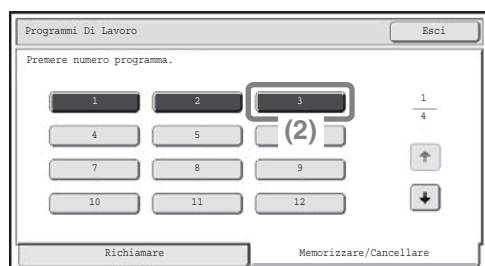 Programmi Di Lavoro Esci
Premere numero programma.
1 2 3 1
4
4 5 (2)
7 8 9
10 11 12
Richiamare Memorizzare/Cancellare